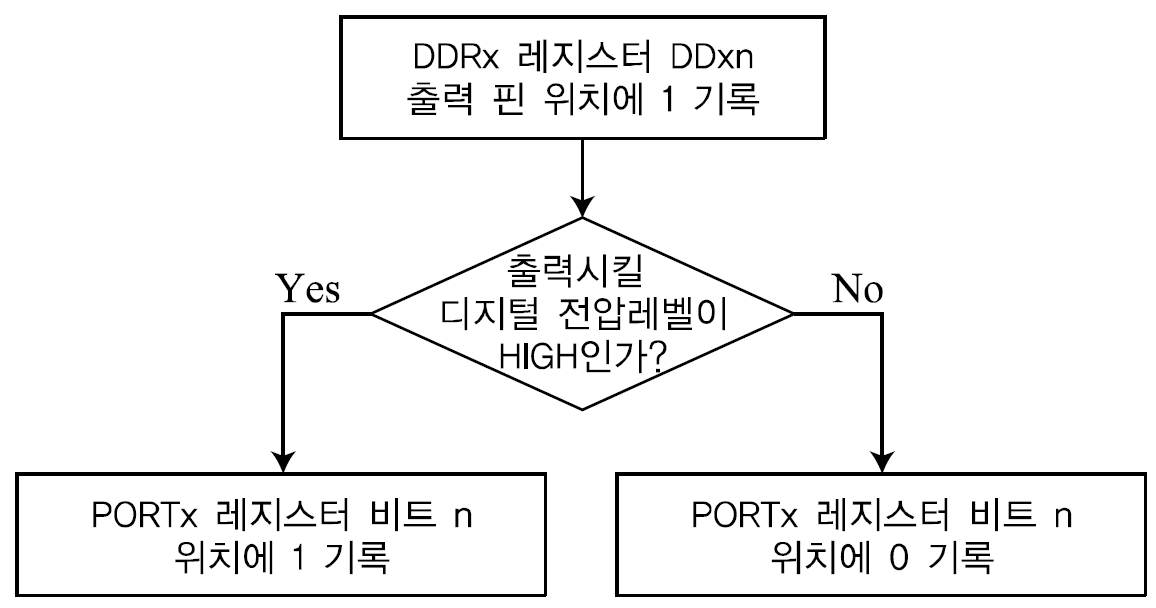 DDRx 레지스터 DDxn
출력 핀 위치에 1 기록
출력시킬
디지털 전압레벨이
HIGH인가?
Yes
No
PORTx 레지스터 비트 n
위치에 1 기록
PORTx 레지스터 비트 n
위치에 0 기록